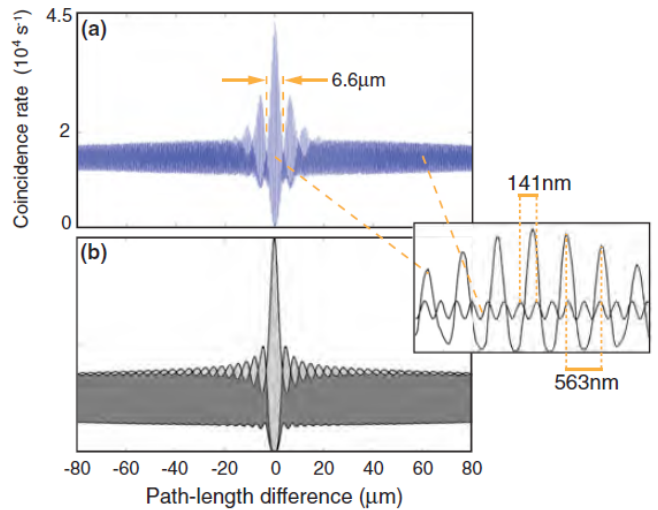 (a)
4.5
2
0
Coincidence rate (10⁴ s⁻¹)
6.6μm
141nm
563nm
(b)
-80 -60 -40 -20 0 20 40 60 80
Path-length difference (μm)